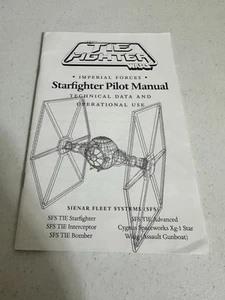 TIE
FIGHTER
• IMPERIAL FORCES •
Starfighter Pilot Manual
TECHNICAL DATA AND
OPERATIONAL USE
SIENAR FLEET SYSTEMS (SFS)
SFS TIE Starfighter
SFS TIE Interceptor
SFS TIE Bomber
SFS TIE Advanced
Cygnus Spaceworks Xg-1 Star
Wing (Assault Gunboat)